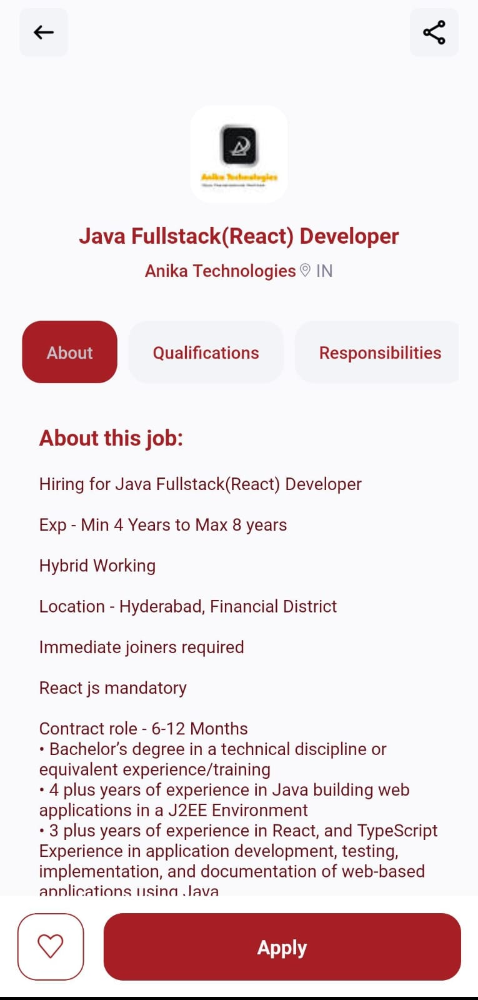 Anika Technologies
Java Fullstack(React) Developer
Anika Technologies IN
About
Qualifications
Responsibilities
About this job:
Hiring for Java Fullstack(React) Developer
Exp - Min 4 Years to Max 8 years
Hybrid Working
Location - Hyderabad, Financial District
Immediate joiners required
React js mandatory
Contract role - 6-12 Months
• Bachelor’s degree in a technical discipline or
equivalent experience/training
• 4 plus years of experience in Java building web
applications in a J2EE Environment
• 3 plus years of experience in React, and TypeScript
Experience in application development, testing,
implementation, and documentation of web-based
applications using Java
Apply